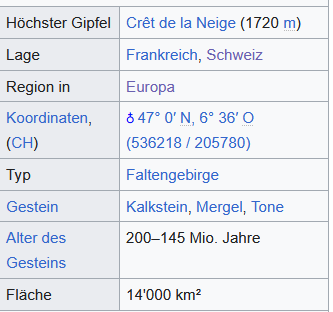 Höchster Gipfel Crêt de la Neige (1720 m)
Lage Frankreich, Schweiz
Region in Europa
Koordinaten, (CH) ♁ 47° 0′ N, 6° 36′ O (536218 / 205780)
Typ Faltengebirge
Gestein Kalkstein, Mergel, Tone
Alter des Gesteins 200–145 Mio. Jahre
Fläche 14'000 km²